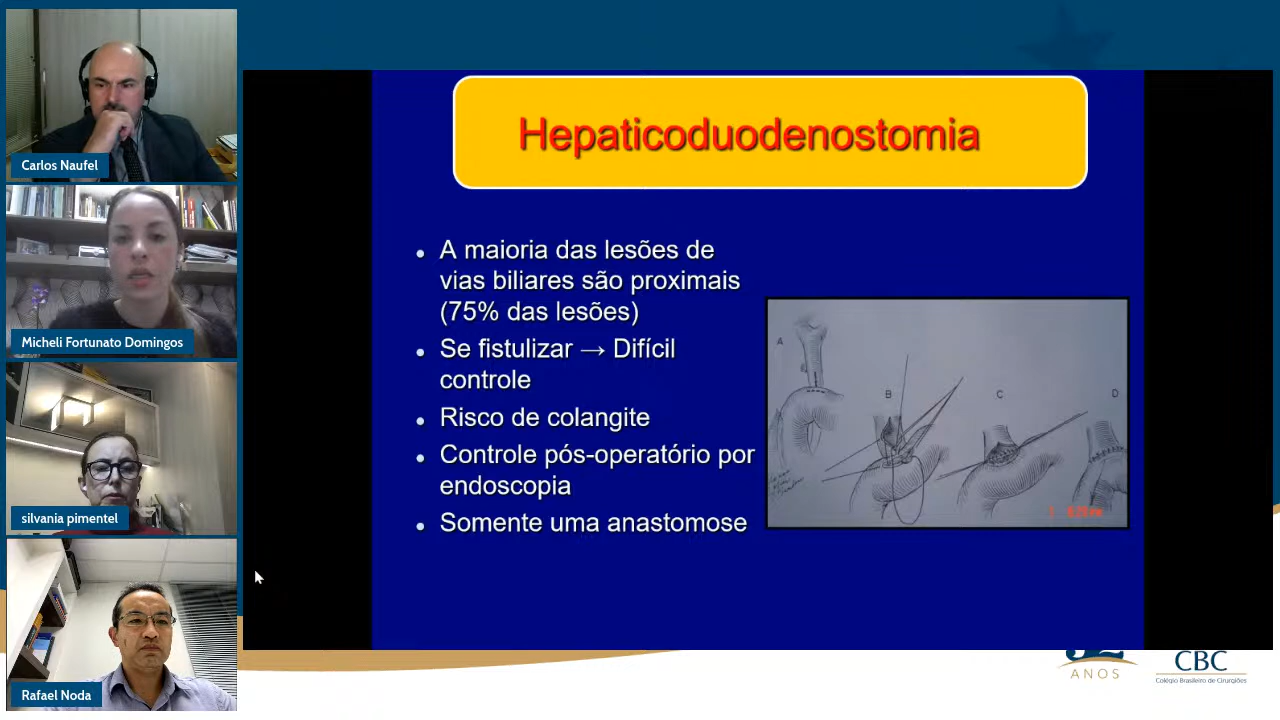 Carlos Naufel
Micheli Fortunato Domingos
silvania pimentel
Rafael Noda
Hepaticoduodenostomia
A maioria das lesões de
vias biliares são proximais
(75% das lesões)
Se fistulizar → Difícil
controle
Risco de colangite
Controle pós-operatório por
endoscopia
Somente uma anastomose
A
B
C
D
ANOS
CBC
Colégio Brasileiro de Cirurgiões